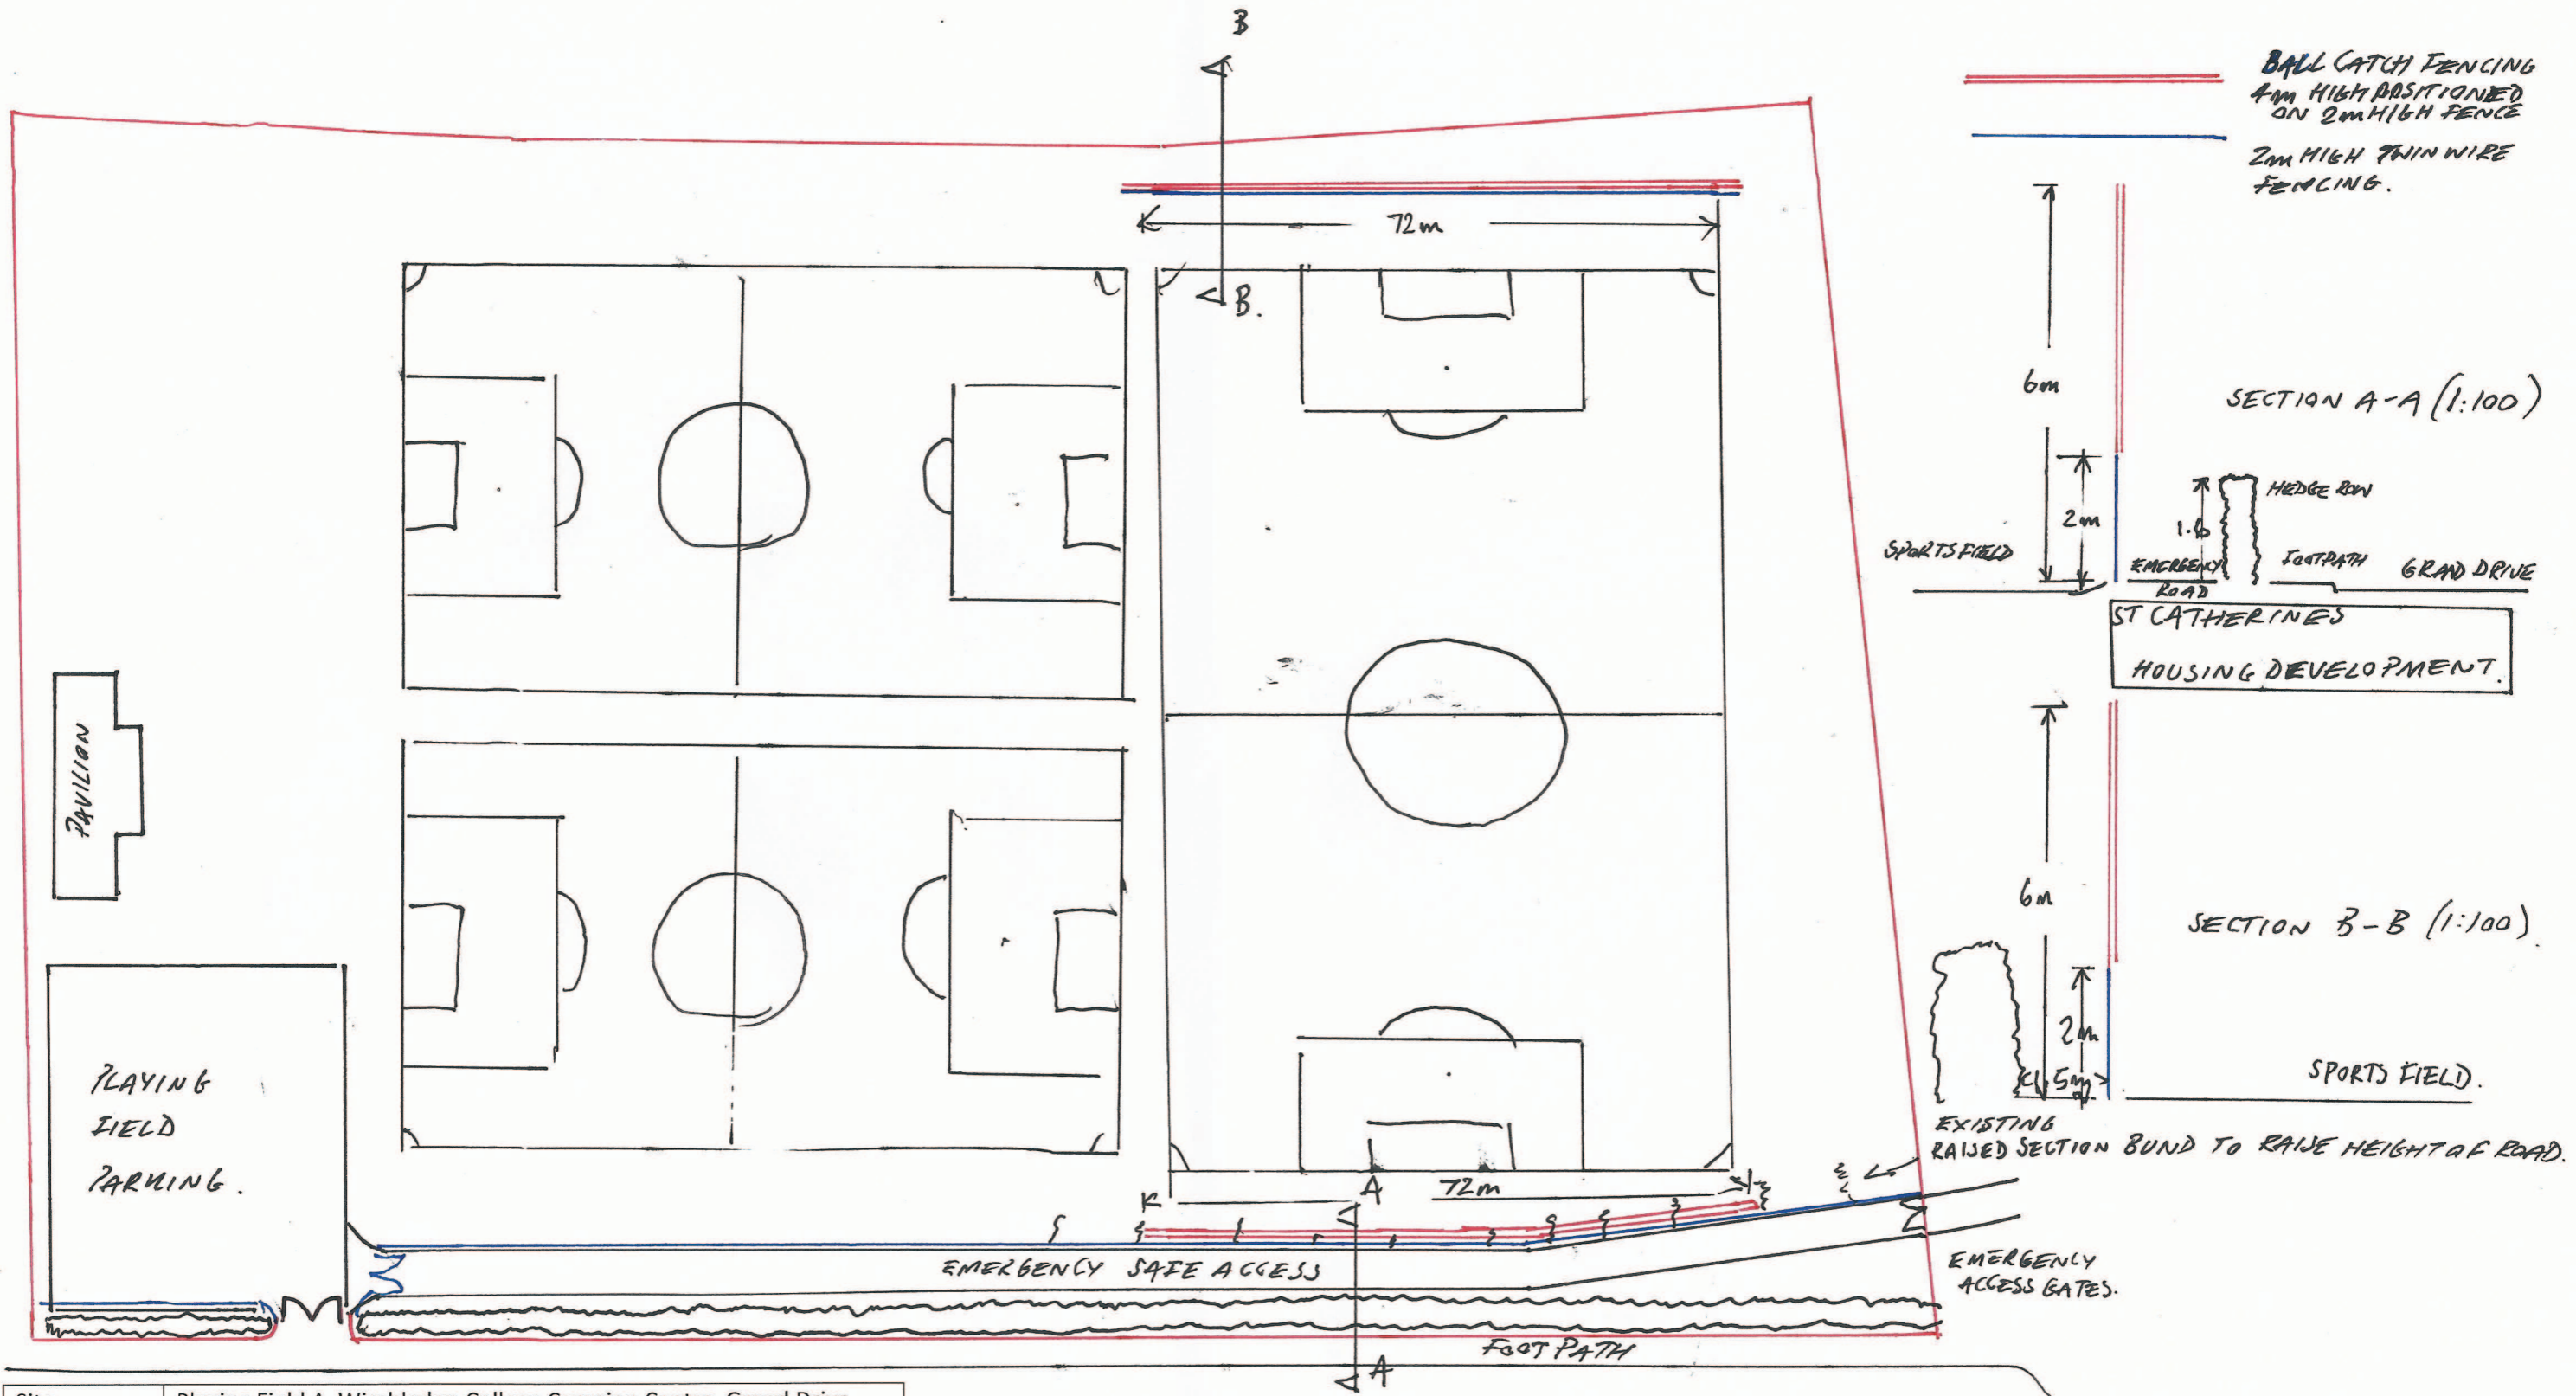 B
BALL CATCH FENCING
4m HIGH POSITIONED
ON 2m HIGH FENCE
2m HIGH TWIN WIRE
FENCING.
72m
B.
6m
SECTION A-A (1:100)
HEDGE ROW
2m
1.6
SPORTS FIELD
EMERGENCY
ROAD
FOOTPATH
GRAND DRIVE
ST CATHERINES
HOUSING DEVELOPMENT.
PAVILION
6m
SECTION B-B (1:100)
2m
SPORTS FIELD.
EXISTING
RAISED SECTION BUND TO RAISE HEIGHT OF ROAD.
PLAYING
FIELD
PARKING.
A
72m
EMERGENCY SAFE ACCESS
EMERGENCY
ACCESS GATES.
FOOT PATH
A